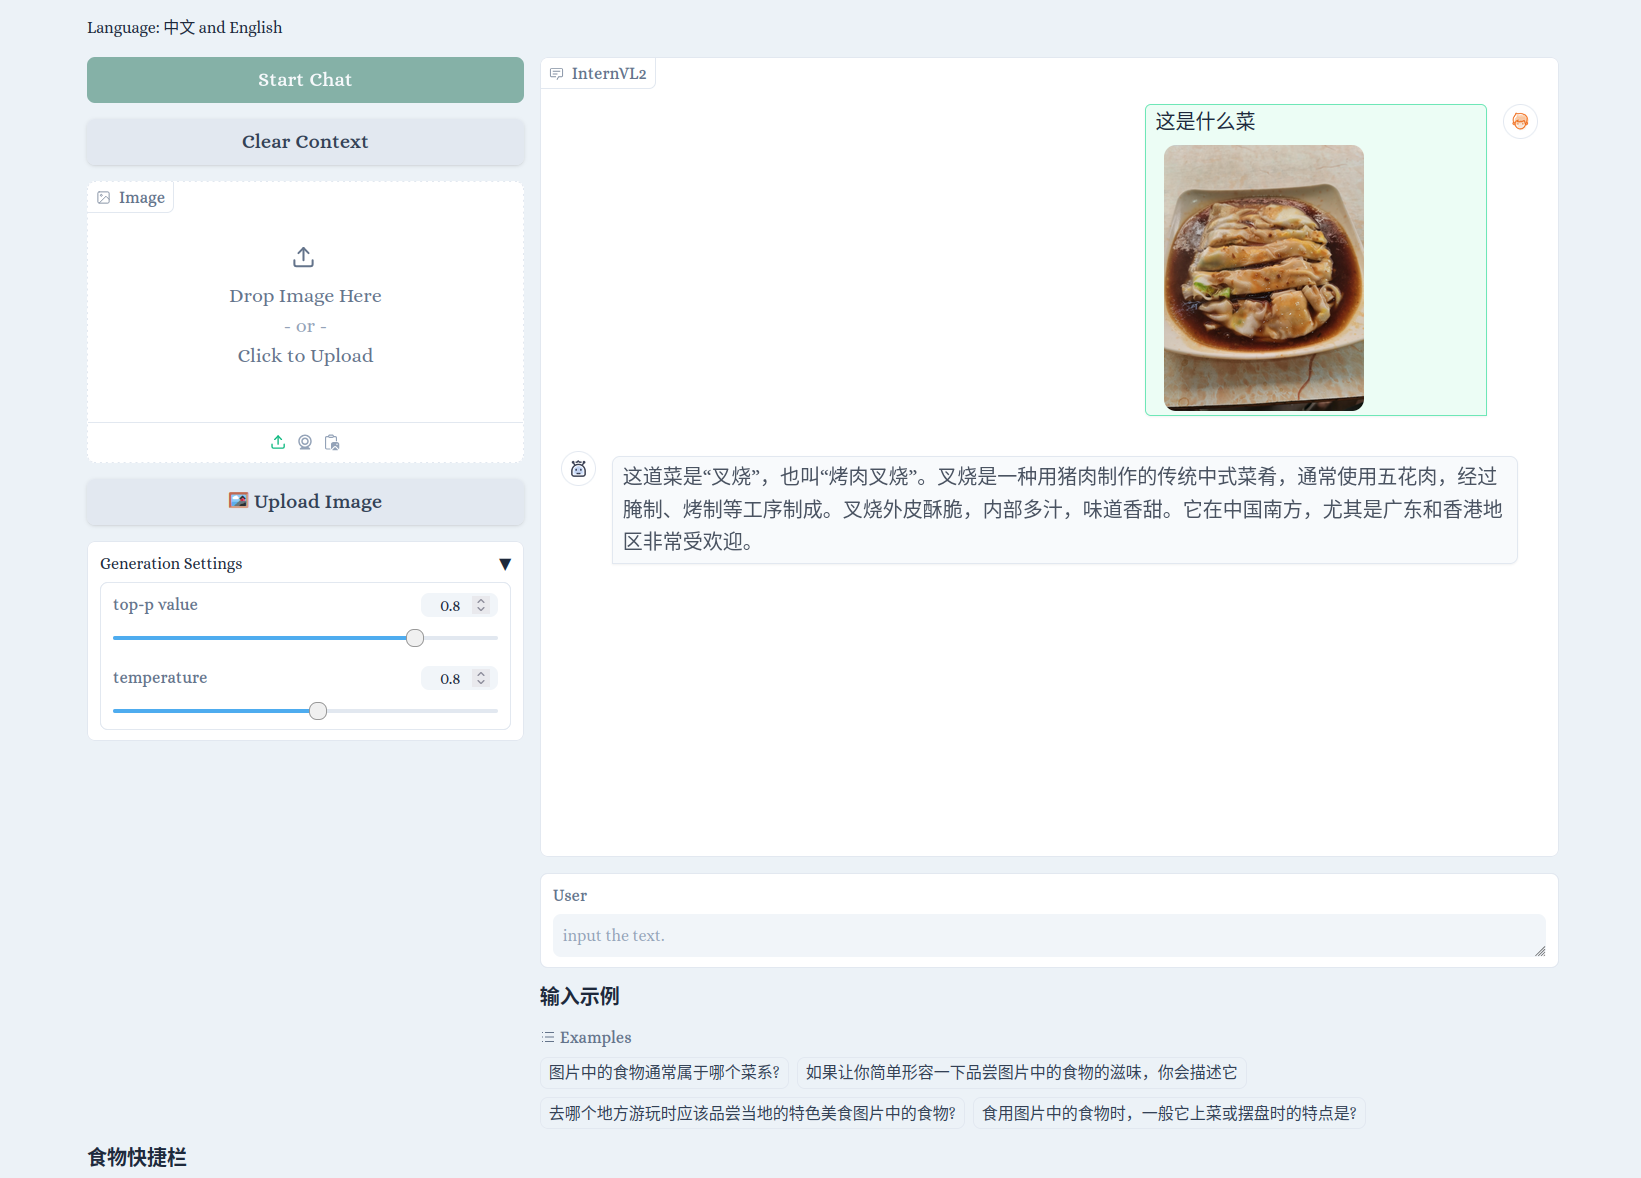 Language: 中文 and English
Start Chat
Clear Context
Image
Drop Image Here
- or -
Click to Upload
Upload Image
Generation Settings ▼
top-p value 0.8
temperature 0.8
InternVL2
这是什么菜
这道菜是“叉烧”，也叫“烤肉叉烧”。叉烧是一种用猪肉制作的传统中式菜肴，通常使用五花肉，经过
腌制、烤制等工序制成。叉烧外皮酥脆，内部多汁，味道香甜。它在中国南方，尤其是广东和香港地
区非常受欢迎。
User
input the text.
输入示例
Examples
图片中的食物通常属于哪个菜系?
如果让你简单形容一下品尝图片中的食物的滋味，你会描述它
去哪个地方游玩时应该品尝当地的特色美食图片中的食物?
食用图片中的食物时，一般它上菜或摆盘时的特点是?
食物快捷栏